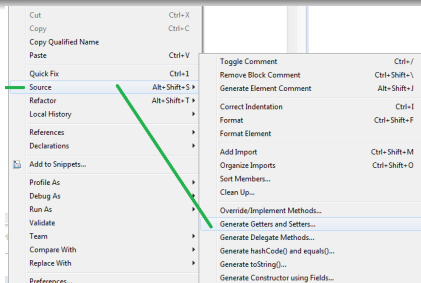 Cut Ctrl+X
Copy Ctrl+C
Copy Qualified Name
Paste Ctrl+V
Quick Fix Ctrl+1
Source Alt+Shift+S
Refactor Alt+Shift+T
Local History
References
Declarations
Add to Snippets...
Profile As
Debug As
Run As
Validate
Team
Compare With
Replace With
Preferences...
Toggle Comment Ctrl+/
Remove Block Comment Ctrl+Shift+\
Generate Element Comment Alt+Shift+J
Correct Indentation Ctrl+I
Format Ctrl+Shift+F
Format Element
Add Import Ctrl+Shift+M
Organize Imports Ctrl+Shift+O
Sort Members...
Clean Up...
Override/Implement Methods...
Generate Getters and Setters...
Generate Delegate Methods...
Generate hashCode() and equals()...
Generate toString()...
Generate Constructor using Fields...